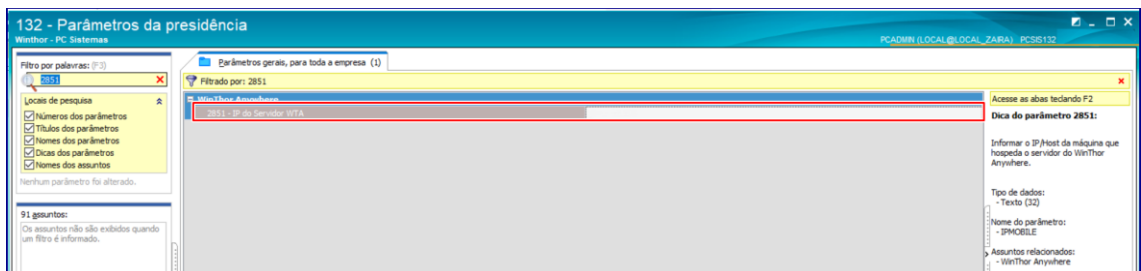 132 - Parâmetros da presidência
Winthor - PC Sistemas
PCADMIN (LOCAL@LOCAL_ZAIRA) PCSIS132
Filtro por palavras: (F3)
2851
Locais de pesquisa
Números dos parâmetros
Títulos dos parâmetros
Nomes dos parâmetros
Dicas dos parâmetros
Nomes dos assuntos
Nenhum parâmetro foi alterado.
91 assuntos:
Os assuntos não são exibidos quando
um filtro é informado.
Parâmetros gerais, para toda a empresa (1)
Filtrado por: 2851
WinThor Anywhere
2851 - IP do Servidor WTA
Acesse as abas teclando F2
Dica do parâmetro 2851:
Informar o IP/Host da máquina que
hospeda o servidor do WinThor
Anywhere.
Tipo de dados:
- Texto (32)
Nome do parâmetro:
- IPMOBILE
Assuntos relacionados:
- WinThor Anywhere